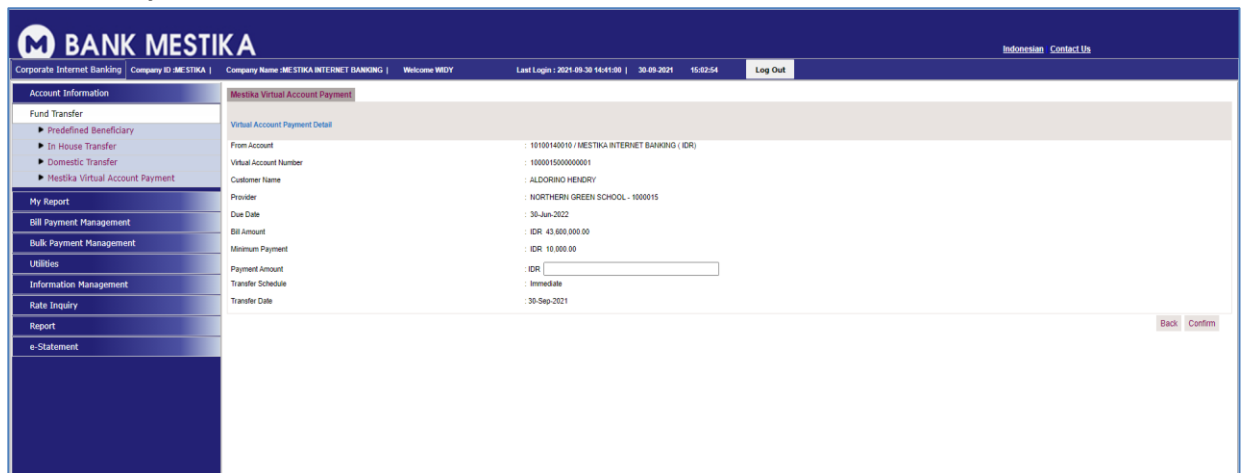 BANK MESTIKA
Indonesian Contact Us
Corporate Internet Banking Company ID :MESTIKA | Company Name :MESTIKA INTERNET BANKING | Welcome WIDY Last Login : 2021-09-30 14:41:00 | 30-09-2021 15:02:54 Log Out
Account Information
Fund Transfer
Predefined Beneficiary
In House Transfer
Domestic Transfer
Mestika Virtual Account Payment
My Report
Bill Payment Management
Bulk Payment Management
Utilities
Information Management
Rate Inquiry
Report
e-Statement
Mestika Virtual Account Payment
Virtual Account Payment Detail
From Account : 10100140010 / MESTIKA INTERNET BANKING ( IDR)
Virtual Account Number : 1000015000000001
Customer Name : ALDORINO HENDRY
Provider : NORTHERN GREEN SCHOOL - 1000015
Due Date : 30-Jun-2022
Bill Amount : IDR 43,600,000.00
Minimum Payment : IDR 10,000.00
Payment Amount : IDR
Transfer Schedule : Immediate
Transfer Date : 30-Sep-2021
Back Confirm